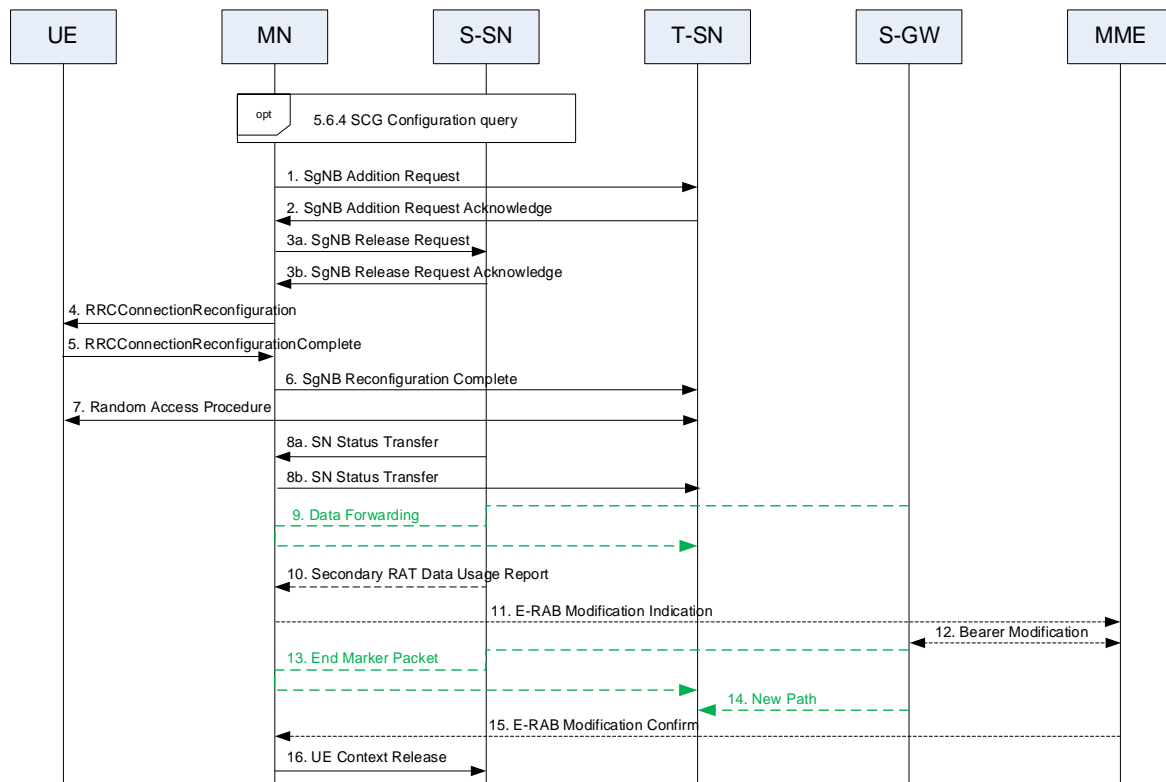 UE MN S-SN T-SN S-GW MME
opt
5.6.4 SCG Configuration query
1. SgNB Addition Request
2. SgNB Addition Request Acknowledge
3a. SgNB Release Request
3b. SgNB Release Request Acknowledge
4. RRCConnectionReconfiguration
5. RRCConnectionReconfigurationComplete
6. SgNB Reconfiguration Complete
7. Random Access Procedure
8a. SN Status Transfer
8b. SN Status Transfer
9. Data Forwarding
10. Secondary RAT Data Usage Report
11. E-RAB Modification Indication
12. Bearer Modification
13. End Marker Packet
14. New Path
15. E-RAB Modification Confirm
16. UE Context Release